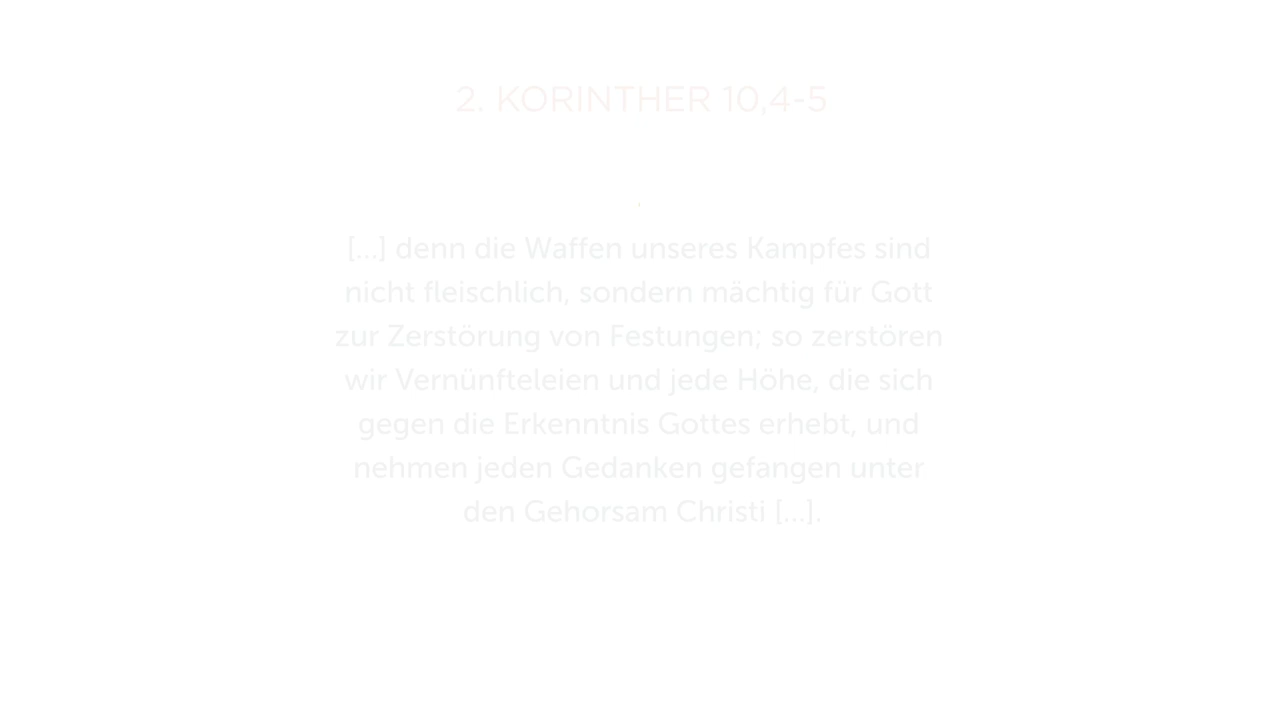 2. KORINTHER 10,4-5
[...] denn die Waffen unseres Kampfes sind
nicht fleischlich, sondern mächtig für Gott
zur Zerstörung von Festungen; so zerstören
wir Vernünfteleien und jede Höhe, die sich
gegen die Erkenntnis Gottes erhebt, und
nehmen jeden Gedanken gefangen unter
den Gehorsam Christi [...].